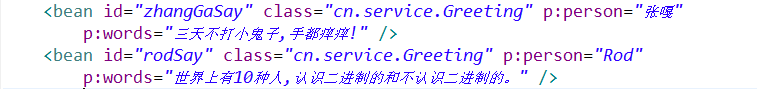 <bean id="zhangGaSay" class="cn.service.Greeting" p:person="张嘎"
p:words="三天不打小鬼子,手都痒痒!" />
<bean id="rodSay" class="cn.service.Greeting" p:person="Rod"
p:words="世界上有10种人,认识二进制的和不认识二进制的。" />